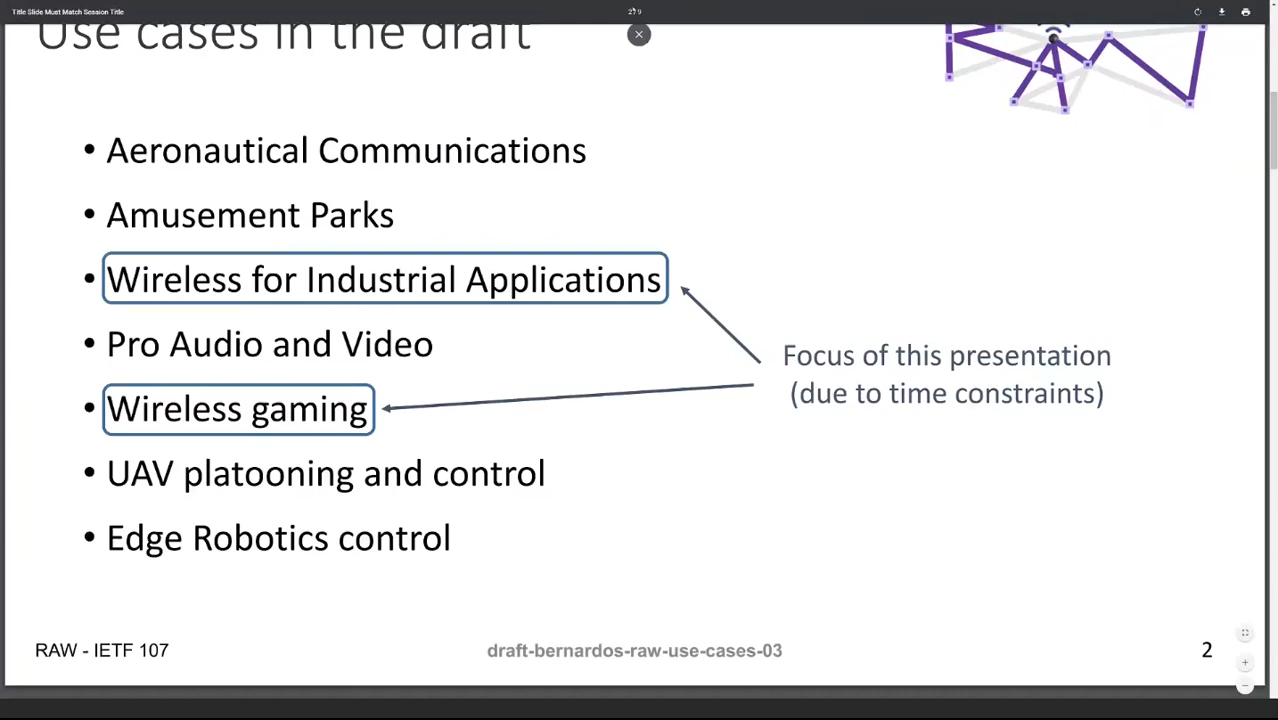 Title Slide Must Match Session Title
2 / 9
Use cases in the draft
• Aeronautical Communications
• Amusement Parks
• Wireless for Industrial Applications
• Pro Audio and Video
• Wireless gaming
• UAV platooning and control
• Edge Robotics control
Focus of this presentation
(due to time constraints)
RAW - IETF 107
draft-bernardos-raw-use-cases-03
2